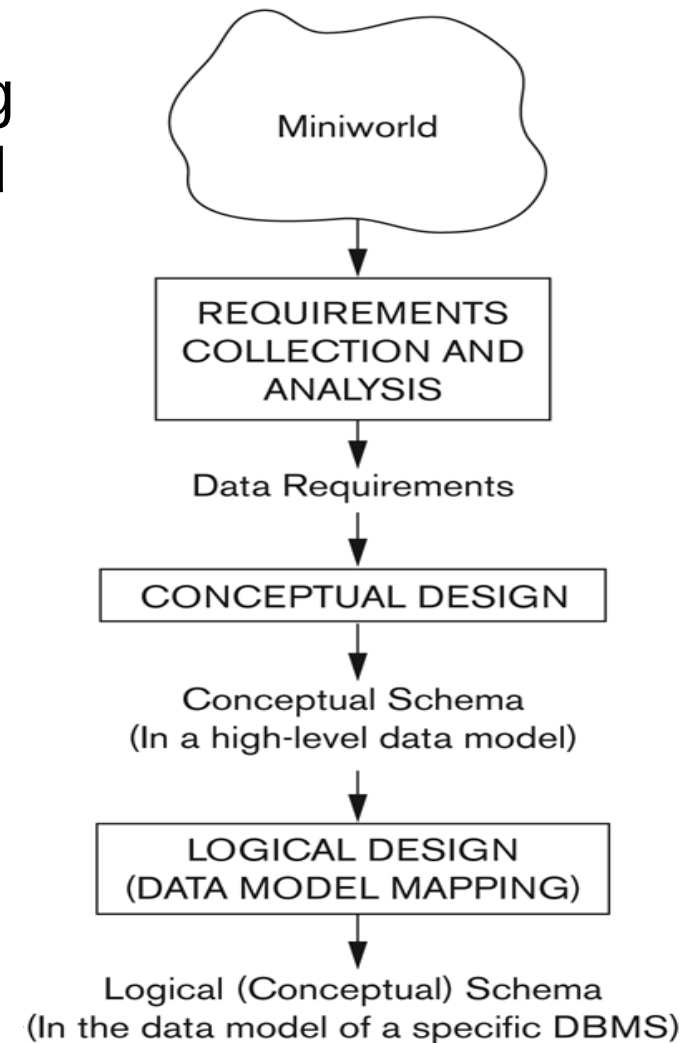 g
Miniworld
REQUIREMENTS
COLLECTION AND
ANALYSIS
Data Requirements
CONCEPTUAL DESIGN
Conceptual Schema
(In a high-level data model)
LOGICAL DESIGN
(DATA MODEL MAPPING)
Logical (Conceptual) Schema
(In the data model of a specific DBMS)